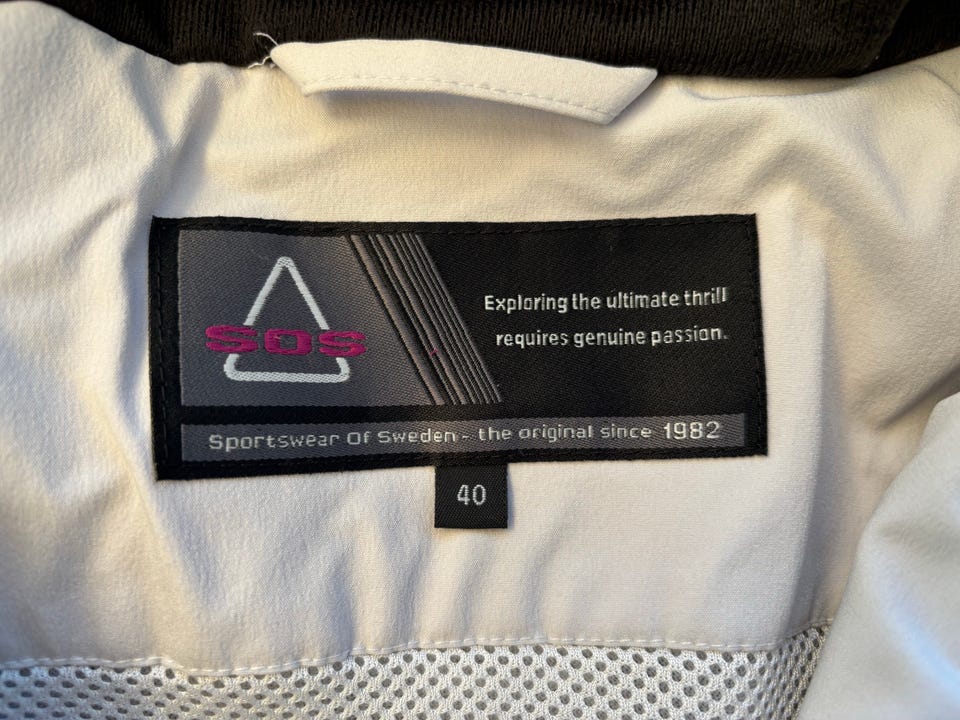 SOS
Exploring the ultimate thrill
requires genuine passion.
Sportswear Of Sweden - the original since 1982
40